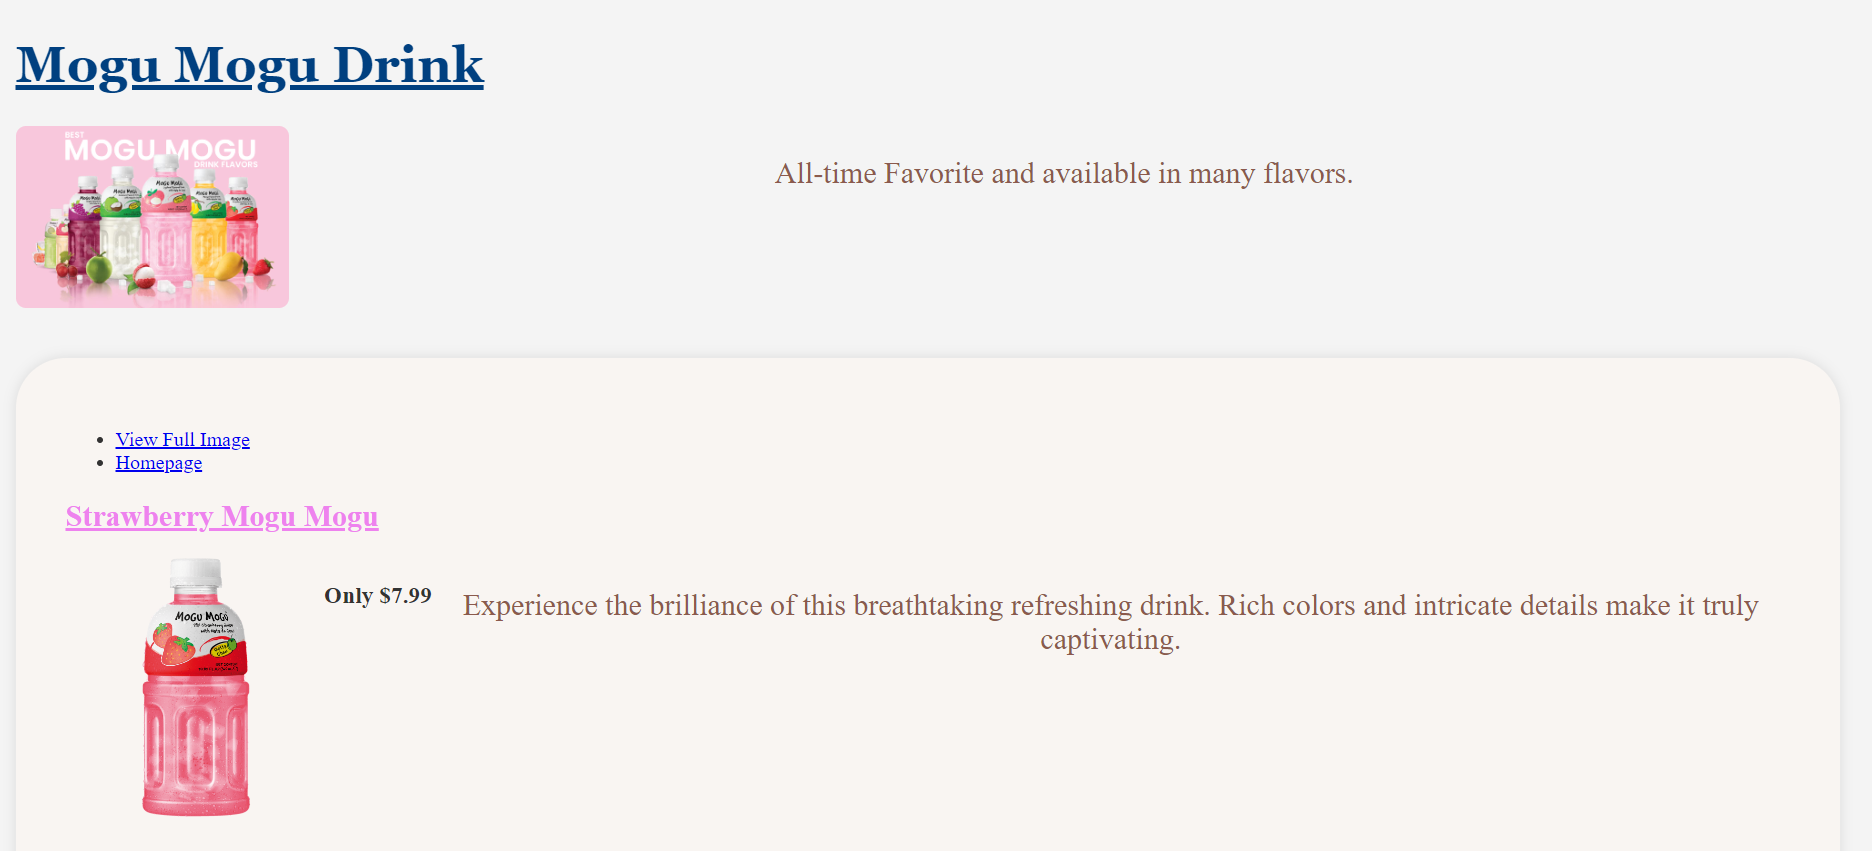 Mogu Mogu Drink
BEST
MOGU MOGU
DRINK FLAVORS
All-time Favorite and available in many flavors.
View Full Image
Homepage
Strawberry Mogu Mogu
MOGU MOGU
Only $7.99
Experience the brilliance of this breathtaking refreshing drink. Rich colors and intricate details make it truly
captivating.